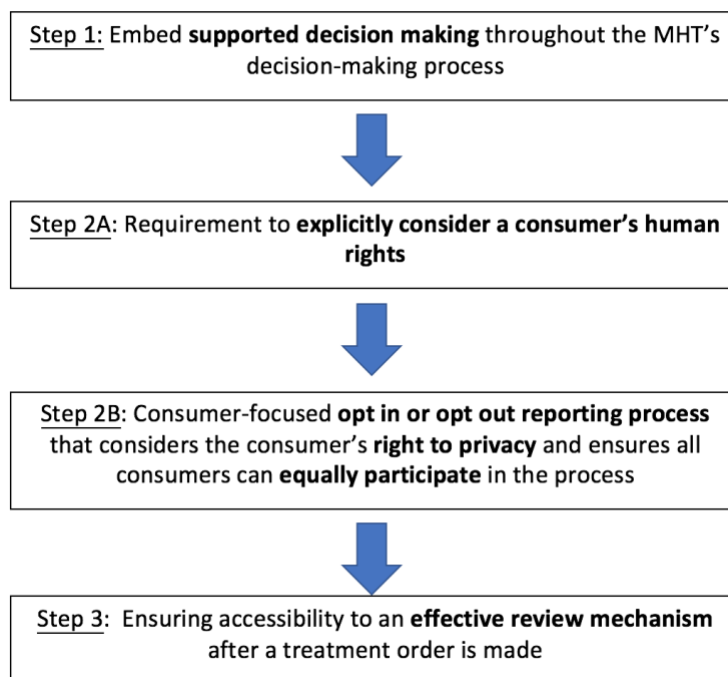 Step 1: Embed supported decision making throughout the MHT's
decision-making process
Step 2A: Requirement to explicitly consider a consumer's human
rights
Step 2B: Consumer-focused opt in or opt out reporting process
that considers the consumer's right to privacy and ensures all
consumers can equally participate in the process
Step 3:  Ensuring accessibility to an effective review mechanism
after a treatment order is made